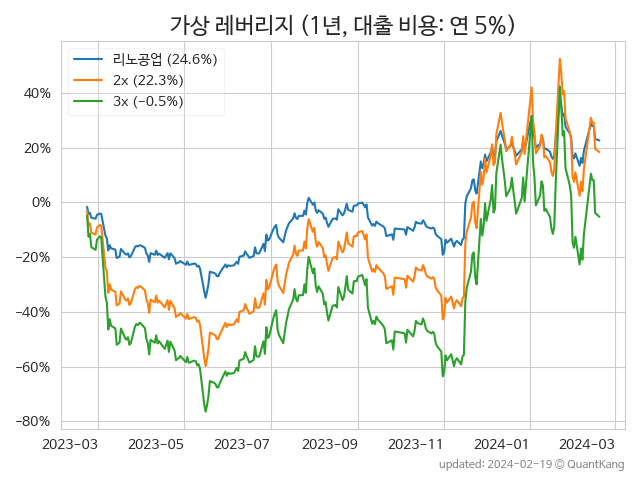 가상 레버리지 (1년, 대출 비용: 연 5%)
리노공업 (24.6%)
2x (22.3%)
3x (−0.5%)
40%
20%
0%
−20%
−40%
−60%
−80%
2023-03 2023-05 2023-07 2023-09 2023-11 2024-01 2024-03
updated: 2024-02-19 © QuantKang